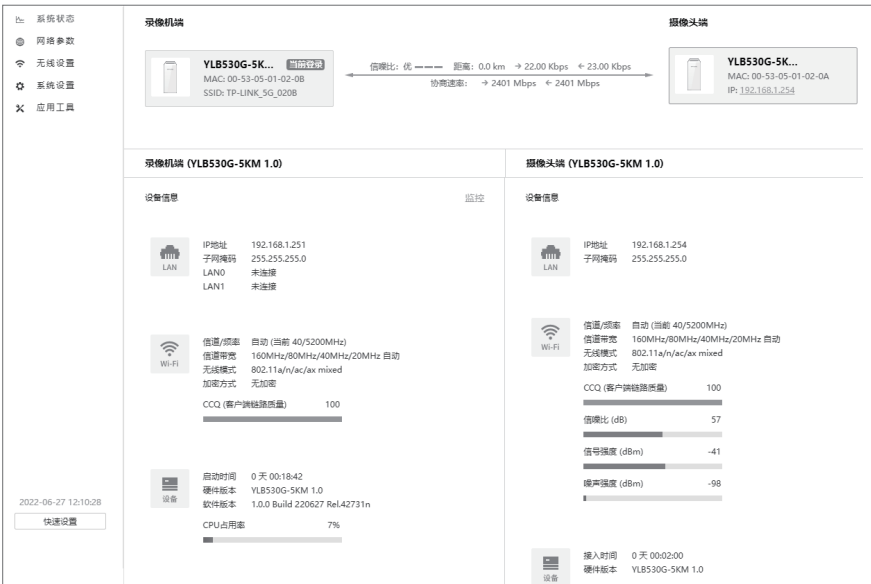 系统状态
网络参数
无线设置
系统设置
应用工具
2022-06-27 12:10:28
快速设置
录像机端
摄像头端
YLB530G-5K... 当前登录
MAC: 00-53-05-01-02-0B
SSID: TP-LINK_5G_020B
信噪比: 优 距离: 0.0 km → 22.00 Kbps ← 23.00 Kbps
协商速率: → 2401 Mbps ← 2401 Mbps
YLB530G-5K...
MAC: 00-53-05-01-02-0A
IP: 192.168.1.254
录像机端 (YLB530G-5KM 1.0)
设备信息 监控
LAN
IP地址 192.168.1.251
子网掩码 255.255.255.0
LAN0 未连接
LAN1 未连接
Wi-Fi
信道/频率 自动 (当前 40/5200MHz)
信道带宽 160MHz/80MHz/40MHz/20MHz 自动
无线模式 802.11a/n/ac/ax mixed
加密方式 无加密
CCQ (客户端链路质量) 100
设备
启动时间 0 天 00:18:42
硬件版本 YLB530G-5KM 1.0
软件版本 1.0.0 Build 220627 Rel.42731n
CPU占用率 7%
摄像头端 (YLB530G-5KM 1.0)
设备信息
LAN
IP地址 192.168.1.254
子网掩码 255.255.255.0
Wi-Fi
信道/频率 自动 (当前 40/5200MHz)
信道带宽 160MHz/80MHz/40MHz/20MHz 自动
无线模式 802.11a/n/ac/ax mixed
加密方式 无加密
CCQ (客户端链路质量) 100
信噪比 (dB) 57
信号强度 (dBm) -41
噪声强度 (dBm) -98
设备
接入时间 0 天 00:02:00
硬件版本 YLB530G-5KM 1.0